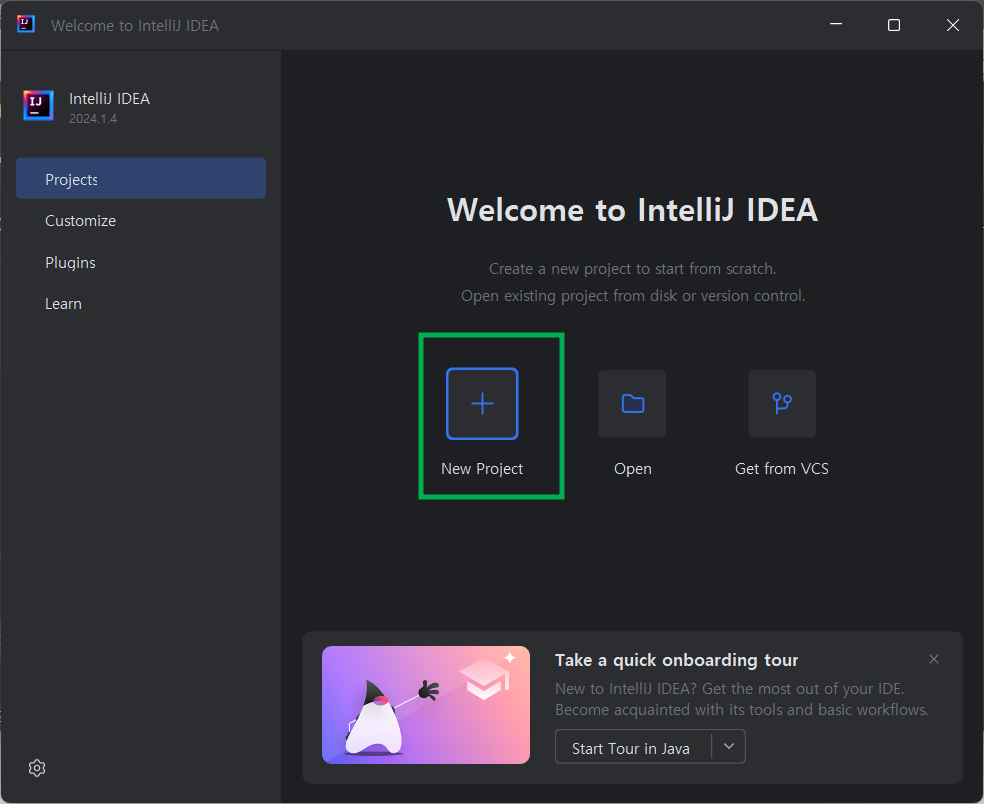 Welcome to IntelliJ IDEA
IJ
IntelliJ IDEA
2024.1.4
Projects
Customize
Plugins
Learn
Welcome to IntelliJ IDEA
Create a new project to start from scratch.
Open existing project from disk or version control.
New Project
Open
Get from VCS
Take a quick onboarding tour
New to IntelliJ IDEA? Get the most out of your IDE.
Become acquainted with its tools and basic workflows.
Start Tour in Java